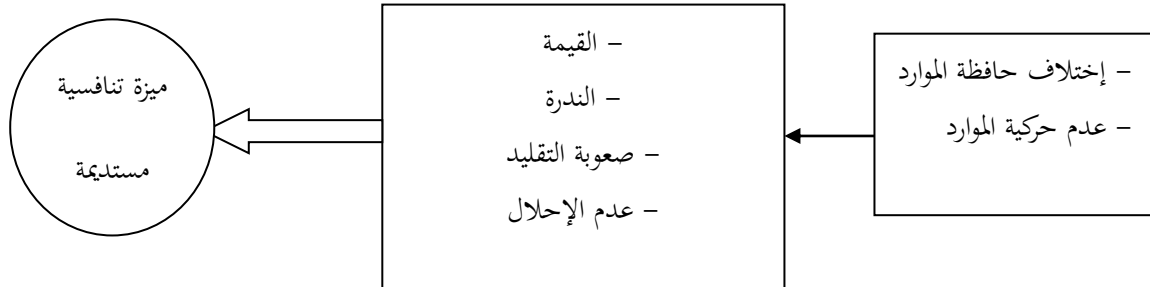 – إختلاف حافظة الموارد
– عدم حركية الموارد
– القيمة
– الندرة
– صعوبة التقليد
– عدم الإحلال
ميزة تنافسية
مستديمة